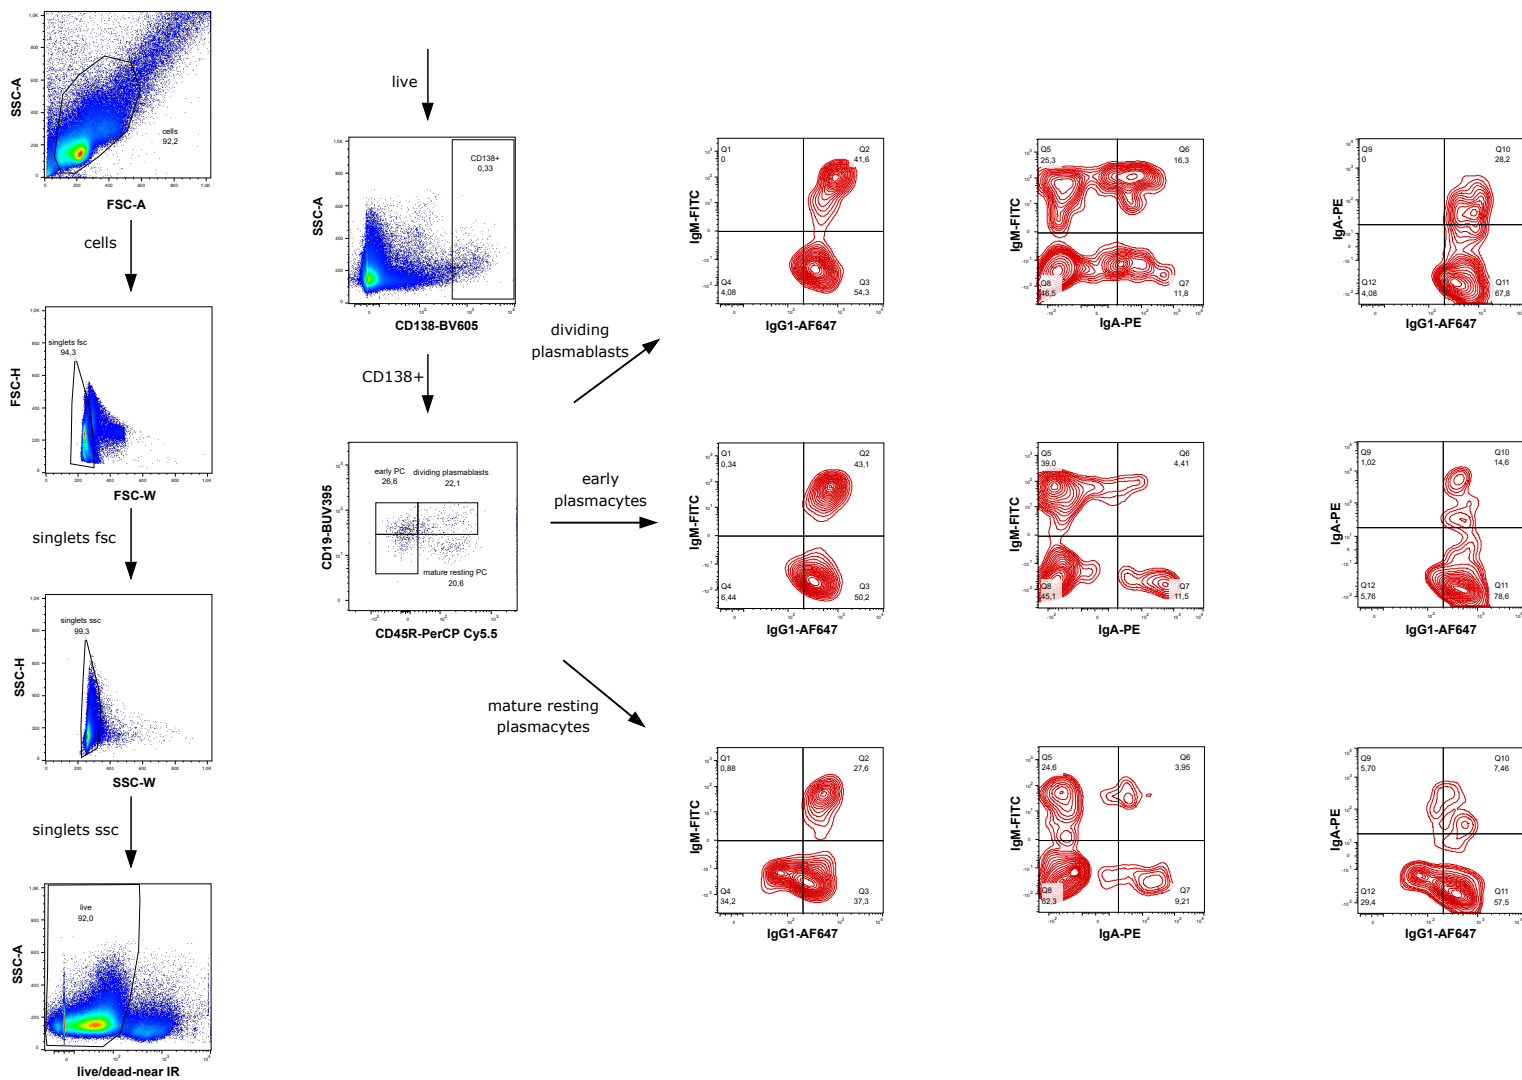 SSC-A
cells
92,2
FSC-A
cells
FSC-H
singlets fsc
94,3
FSC-W
singlets fsc
SSC-H
singlets ssc
99,3
SSC-W
singlets ssc
SSC-A
live
92,0
live/dead-near IR
live
SSC-A
CD138+
0,33
CD138-BV605
CD138+
CD19-BUV395
early PC
26,6
dividing plasmablasts
22,1
mature resting PC
20,6
CD45R-PerCP Cy5.5
dividing
plasmablasts
early
plasmacytes
mature resting
plasmacytes
IgM-FITC
Q1
0
Q2
41,6
Q4
4,08
Q3
54,3
IgG1-AF647
IgM-FITC
Q5
25,3
Q6
16,3
Q8
46,5
Q7
11,8
IgA-PE
IgA-PE
Q9
0
Q10
28,2
Q12
4,08
Q11
67,8
IgG1-AF647
IgM-FITC
Q1
0,34
Q2
43,1
Q4
6,44
Q3
50,2
IgG1-AF647
IgM-FITC
Q5
39,0
Q6
4,41
Q8
45,1
Q7
11,5
IgA-PE
IgA-PE
Q9
1,02
Q10
14,6
Q12
5,76
Q11
78,6
IgG1-AF647
IgM-FITC
Q1
0,88
Q2
27,6
Q4
34,2
Q3
37,3
IgG1-AF647
IgM-FITC
Q5
24,6
Q6
3,95
Q8
62,3
Q7
9,21
IgA-PE
IgA-PE
Q9
5,70
Q10
7,46
Q12
29,4
Q11
57,5
IgG1-AF647